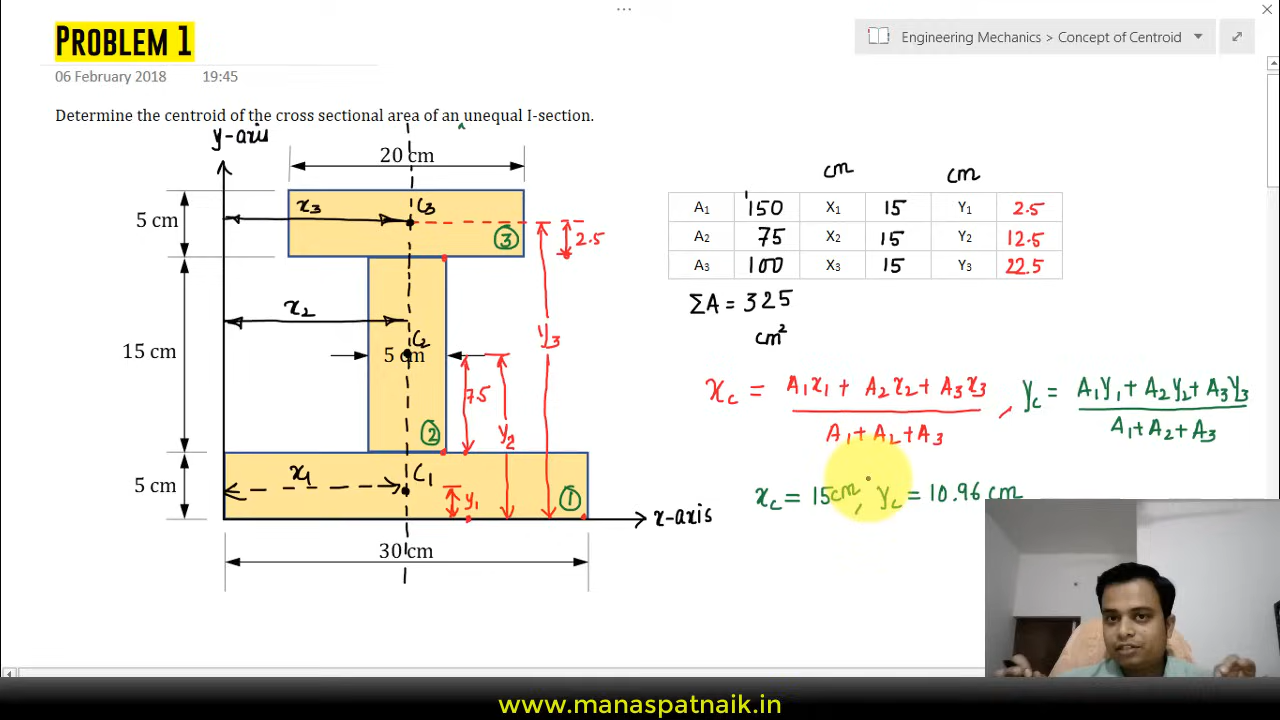 PROBLEM 1
Engineering Mechanics > Concept of Centroid
06 February 2018 19:45
Determine the centroid of the cross sectional area of an unequal I-section.
^
y-axis
20 cm
5 cm
x3
C3
3
2.5
x2
y3
15 cm
5 cm
C2
7.5
y2
2
5 cm
x1
C1
y1
1
x-axis
30 cm
cm cm
A1 150 X1 15 Y1 2.5
A2 75 X2 15 Y2 12.5
A3 100 X3 15 Y3 22.5
ΣA = 325
cm²
xc = A1x1 + A2x2 + A3x3 / A1 + A2 + A3 , yc = A1y1 + A2y2 + A3y3 / A1 + A2 + A3
xc = 15cm, yc = 10.96 cm
www.manaspatnaik.in